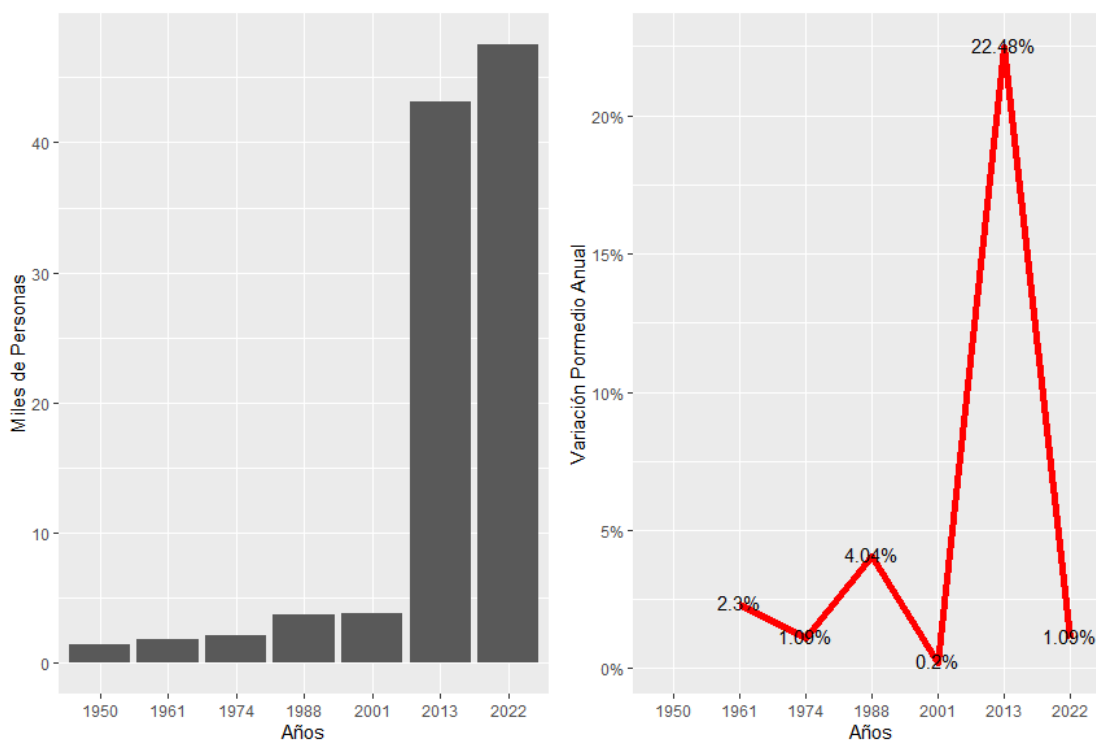 Miles de Personas
40
30
20
10
0
1950 1961 1974 1988 2001 2013 2022
Años
Variación Pormedio Anual
20%
15%
10%
5%
0%
22.48%
4.04%
2.3%
1.09%
0.2%
1.09%
1950 1961 1974 1988 2001 2013 2022
Años